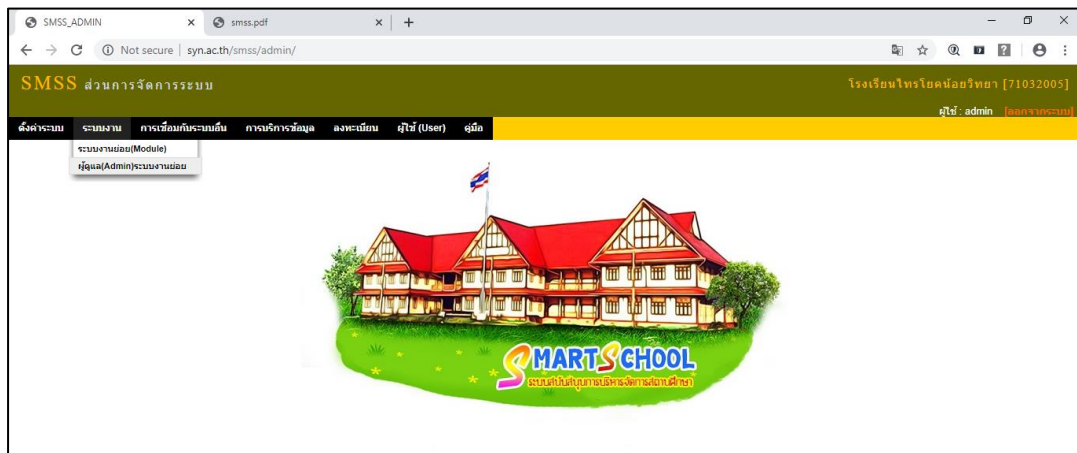 SMSS_ADMIN smss.pdf
Not secure | syn.ac.th/smss/admin/
SMSS ส่วนการจัดการระบบ โรงเรียนไทรโยคน้อยวิทยา [71032005]
ผู้ใช้ : admin [ออกจากระบบ]
ตั้งค่าระบบ ระบบงาน การเชื่อมกับระบบอื่น การบริการข้อมูล ลงทะเบียน ผู้ใช้ (User) คู่มือ
ระบบงานย่อย(Module)
ผู้ดูแล(Admin)ระบบงานย่อย
SMARTSCHOOL
ระบบสนับสนุนการบริหารจัดการสถานศึกษา